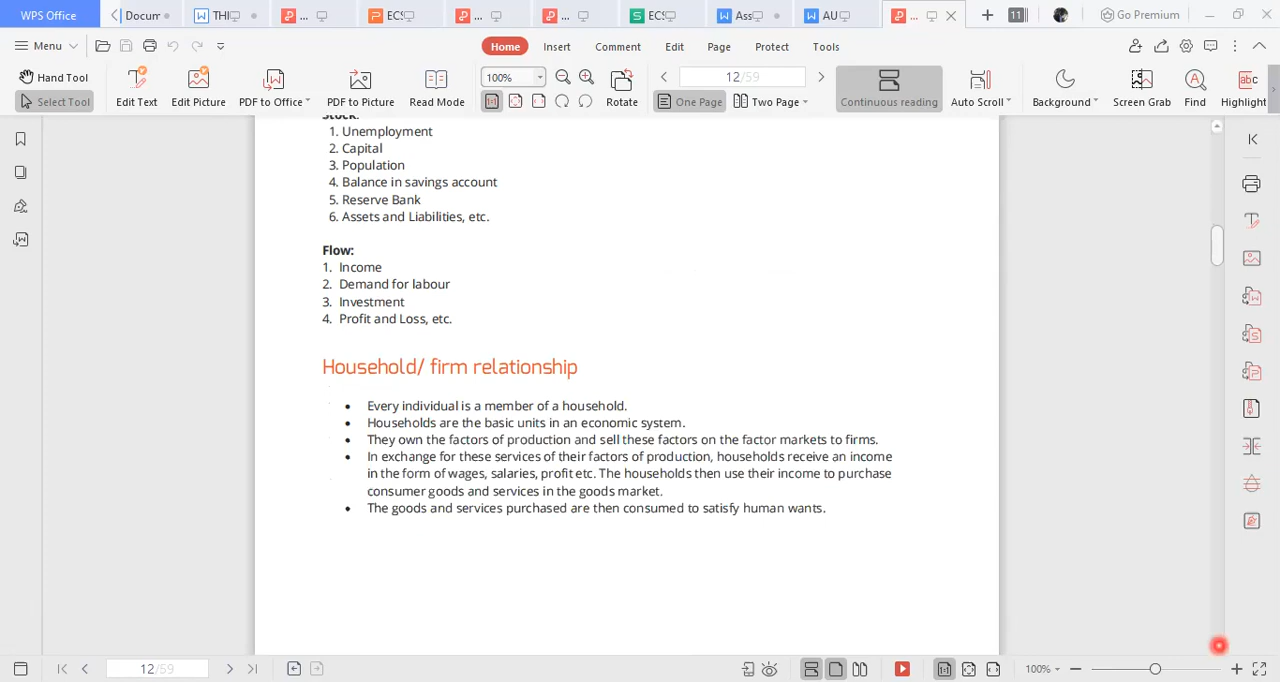 WPS Office
Docum
THI
...
ECS
...
...
ECS
Ass
AU
...
11
Go Premium
Menu
Home
Insert
Comment
Edit
Page
Protect
Tools
Hand Tool
Select Tool
Edit Text
Edit Picture
PDF to Office
PDF to Picture
Read Mode
100%
Rotate
12/59
One Page
Two Page
Continuous reading
Auto Scroll
Background
Screen Grab
Find
Highlight
Stock:
1. Unemployment
2. Capital
3. Population
4. Balance in savings account
5. Reserve Bank
6. Assets and Liabilities, etc.
Flow:
1. Income
2. Demand for labour
3. Investment
4. Profit and Loss, etc.
Household/ firm relationship
• Every individual is a member of a household.
• Households are the basic units in an economic system.
• They own the factors of production and sell these factors on the factor markets to firms.
• In exchange for these services of their factors of production, households receive an income
in the form of wages, salaries, profit etc. The households then use their income to purchase
consumer goods and services in the goods market.
• The goods and services purchased are then consumed to satisfy human wants.
12/59
100%